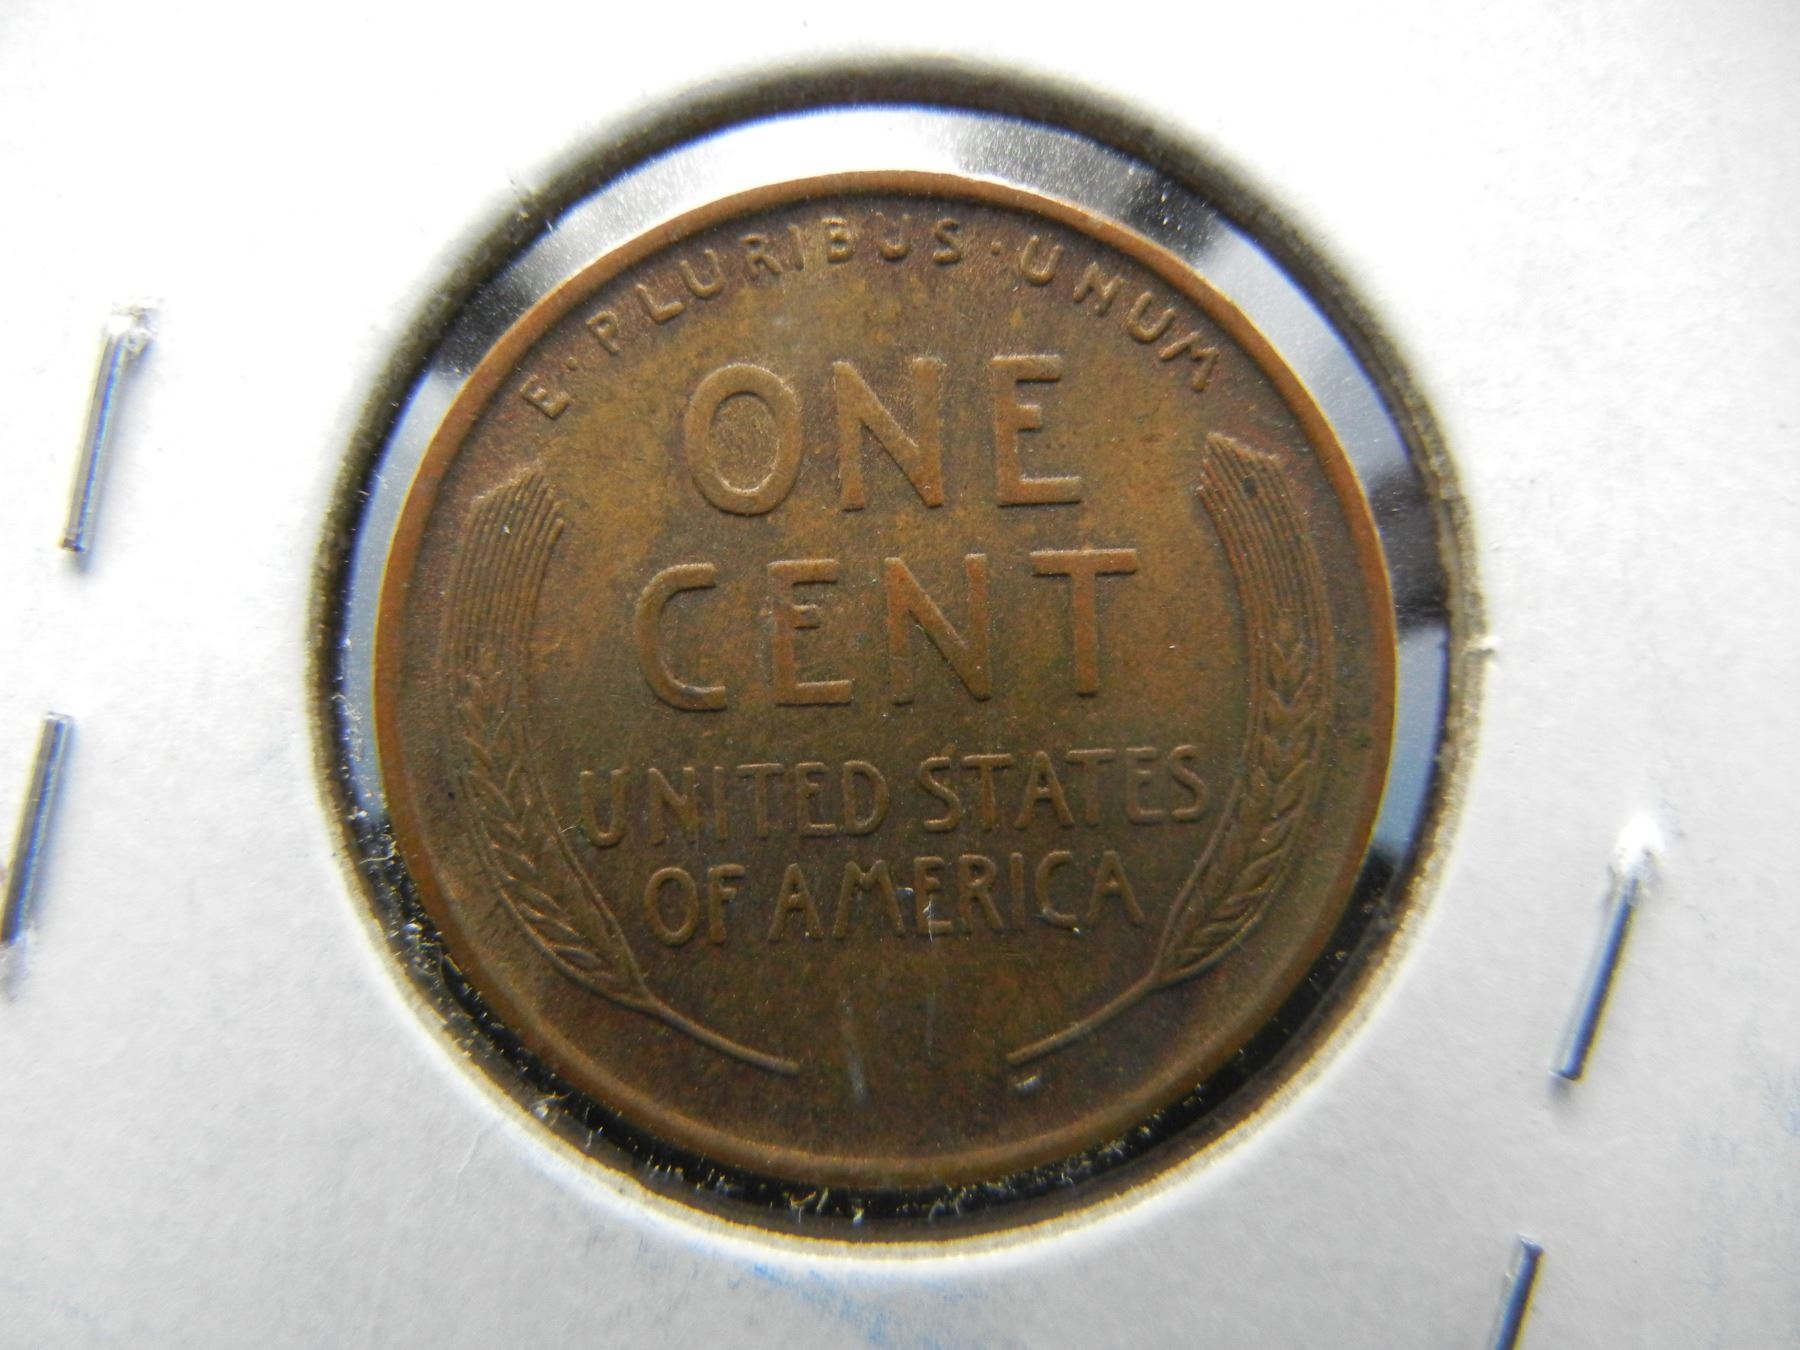 E·PLURIBUS·UNUM
ONE
CENT
UNITED STATES
OF AMERICA